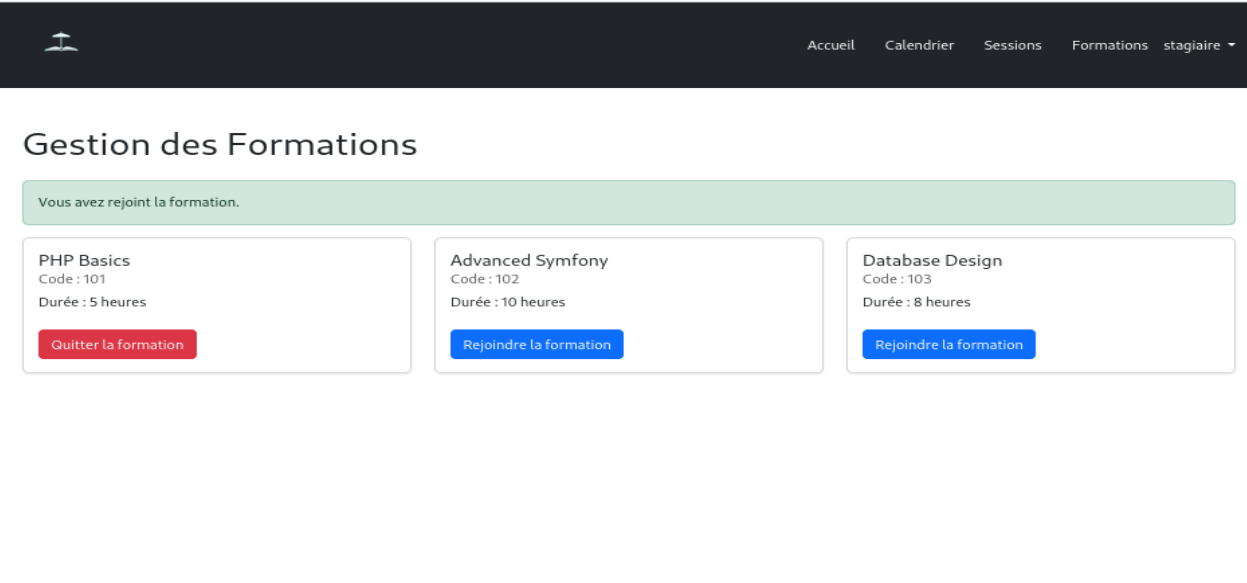 Accueil Calendrier Sessions Formations stagiaire
Gestion des Formations
Vous avez rejoint la formation.
PHP Basics
Code : 101
Durée : 5 heures
Quitter la formation
Advanced Symfony
Code : 102
Durée : 10 heures
Rejoindre la formation
Database Design
Code : 103
Durée : 8 heures
Rejoindre la formation